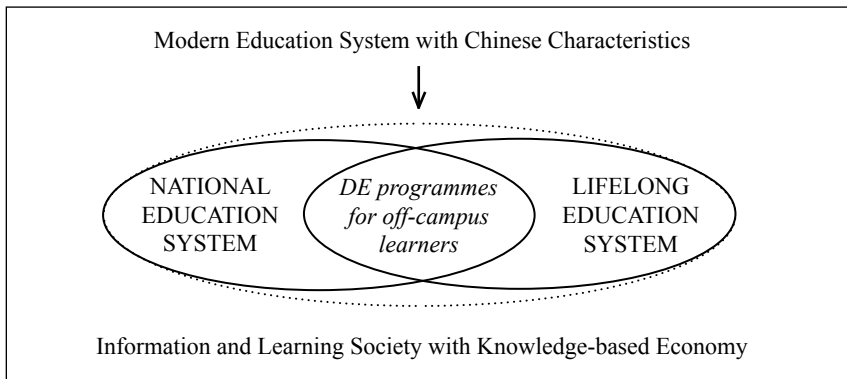 Modern Education System with Chinese Characteristics
NATIONAL
EDUCATION
SYSTEM
DE programmes
for off-campus
learners
LIFELONG
EDUCATION
SYSTEM
Information and Learning Society with Knowledge-based Economy